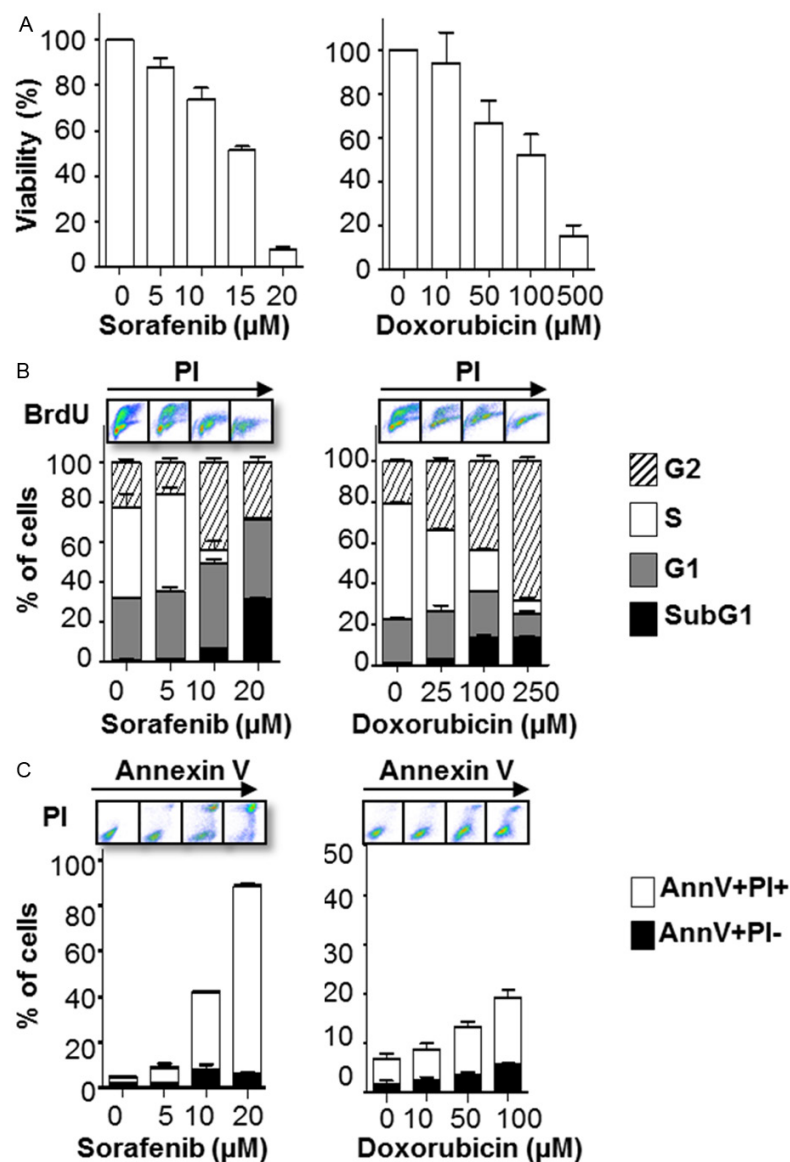 A
Viability (%)
100
80
60
40
20
0
0 5 10 15 20
Sorafenib (µM)
100
80
60
40
20
0
0 10 50 100 500
Doxorubicin (µM)
B
PI
BrdU
% of cells
100
80
60
40
20
0
0 5 10 20
Sorafenib (µM)
PI
100
80
60
40
20
0
0 25 100 250
Doxorubicin (µM)
G2
S
G1
SubG1
C
Annexin V
PI
% of cells
100
80
60
40
20
0
0 5 10 20
Sorafenib (µM)
Annexin V
50
40
30
20
10
0
0 10 50 100
Doxorubicin (µM)
AnnV+PI+
AnnV+PI-